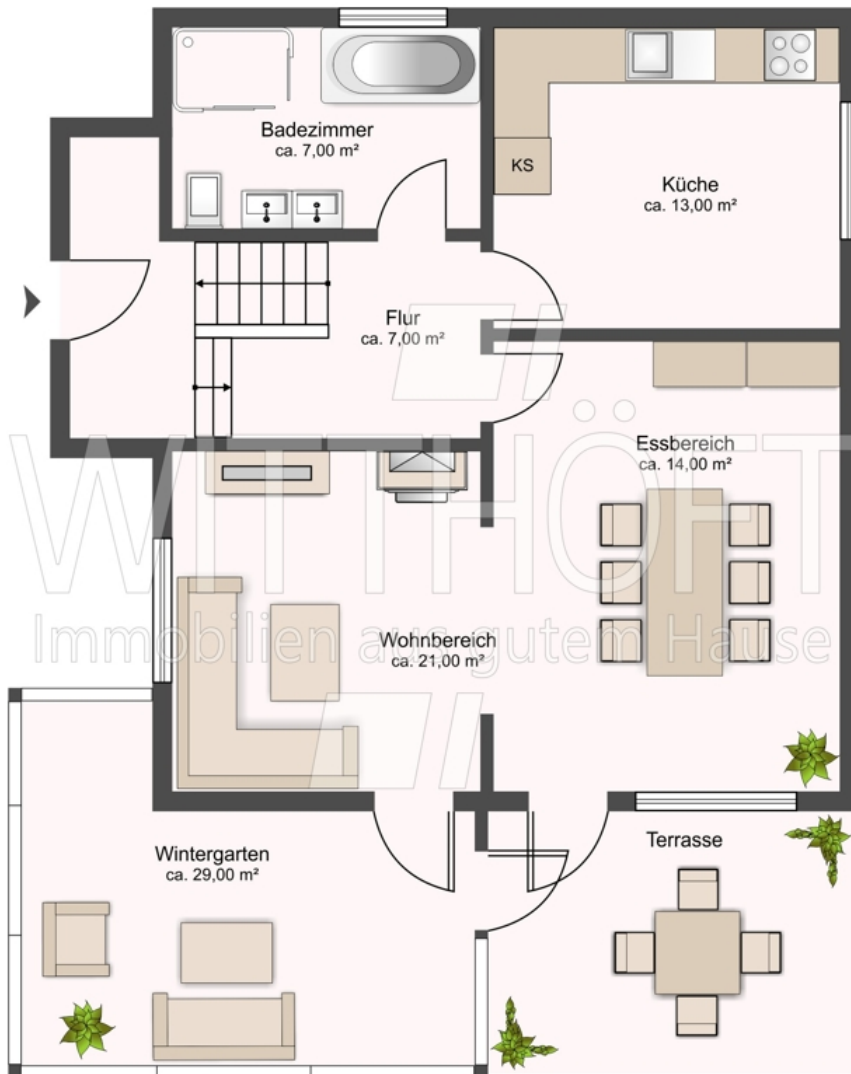 Badezimmer
ca. 7,00 m²
KS
Küche
ca. 13,00 m²
Flur
ca. 7,00 m²
Essbereich
ca. 14,00 m²
WITTHÖFT
Immobilien aus gutem Hause
Wohnbereich
ca. 21,00 m²
Wintergarten
ca. 29,00 m²
Terrasse